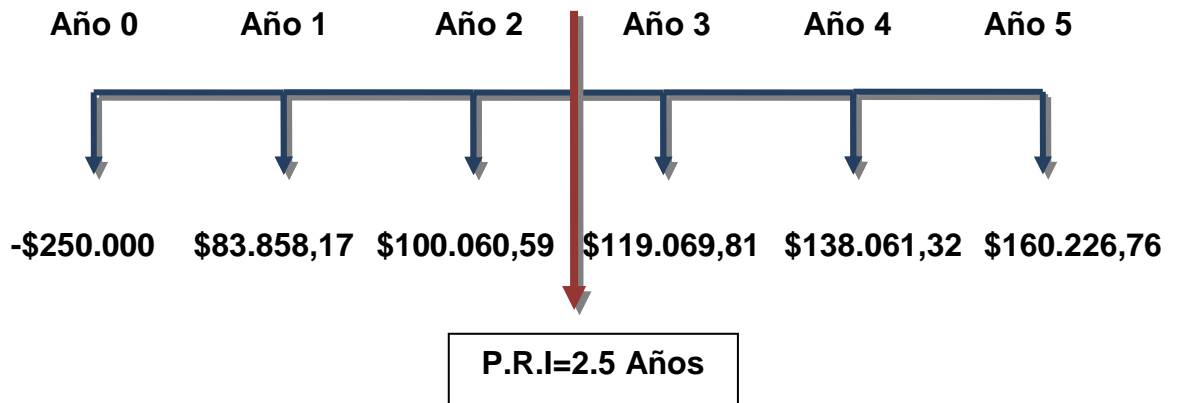 Año 0 Año 1 Año 2 Año 3 Año 4 Año 5
-$250.000 $83.858,17 $100.060,59 $119.069,81 $138.061,32 $160.226,76
P.R.I=2.5 Años